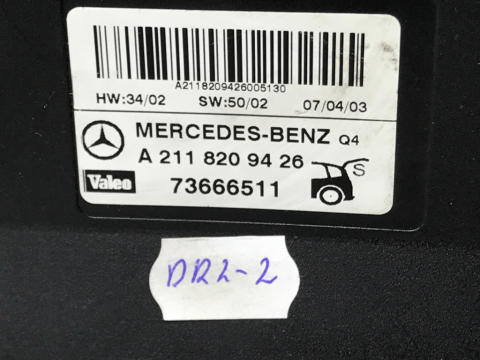 A2118209426005130
HW:34/02 SW:50/02 07/04/03
MERCEDES-BENZ Q4
A 211 820 94 26
S
Valeo 73666511
DR2-2